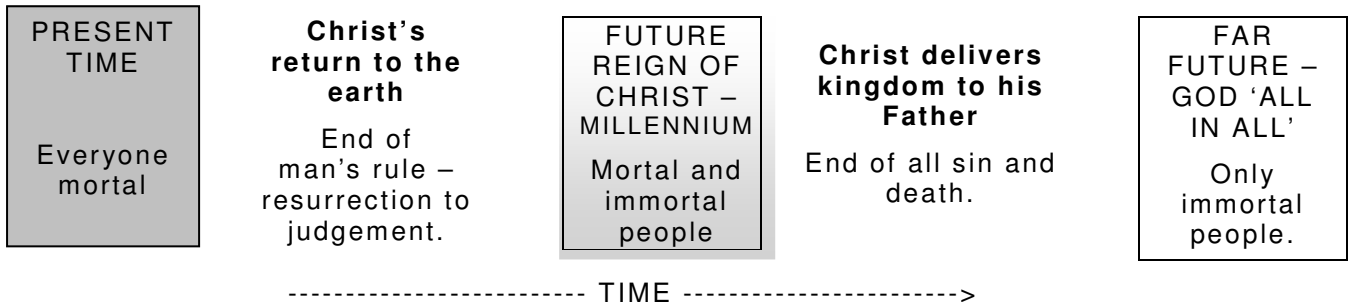 PRESENT
TIME
Everyone
mortal
Christ's
return to the
earth
End of
man's rule –
resurrection to
judgement.
FUTURE
REIGN OF
CHRIST –
MILLENNIUM
Mortal and
immortal
people
Christ delivers
kingdom to his
Father
End of all sin and
death.
FAR
FUTURE –
GOD 'ALL
IN ALL'
Only
immortal
people.
-------------------------- TIME ------------------------>